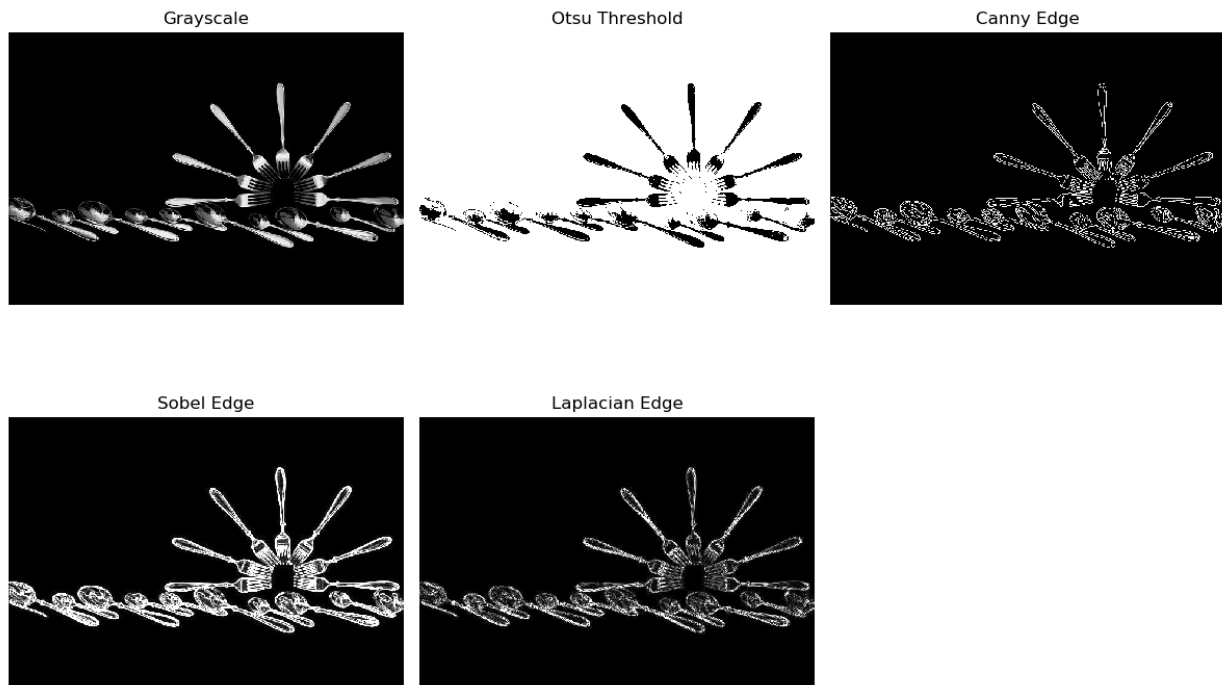 Grayscale
Otsu Threshold
Canny Edge
Sobel Edge
Laplacian Edge